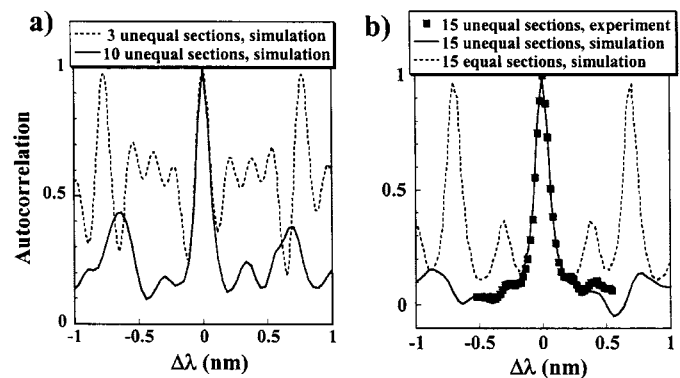 a)
3 unequal sections, simulation
10 unequal sections, simulation
Autocorrelation
1
0.5
0
-1 -0.5 0 0.5 1
Δλ (nm)
b)
15 unequal sections, experiment
15 unequal sections, simulation
15 equal sections, simulation
1
0.5
0
-1 -0.5 0 0.5 1
Δλ (nm)